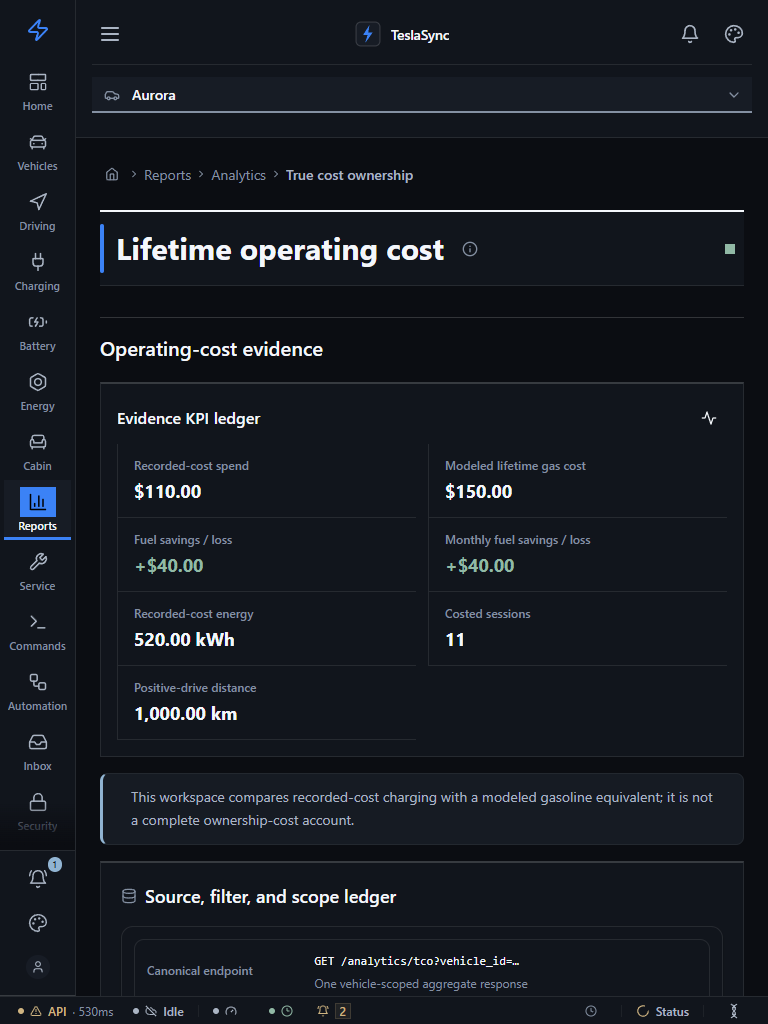 TeslaSync
Aurora
Home
Vehicles
Driving
Charging
Battery
Energy
Cabin
Reports
Service
Commands
Automation
Inbox
Security
1
Reports
Analytics
True cost ownership
Lifetime operating cost
Operating-cost evidence
Evidence KPI ledger
Recorded-cost spend
$110.00
Modeled lifetime gas cost
$150.00
Fuel savings / loss
+$40.00
Monthly fuel savings / loss
+$40.00
Recorded-cost energy
520.00 kWh
Costed sessions
11
Positive-drive distance
1,000.00 km
This workspace compares recorded-cost charging with a modeled gasoline equivalent; it is not
a complete ownership-cost account.
Source, filter, and scope ledger
Canonical endpoint
GET /analytics/tco?vehicle_id=…
One vehicle-scoped aggregate response
API · 530ms
Idle
2
Status